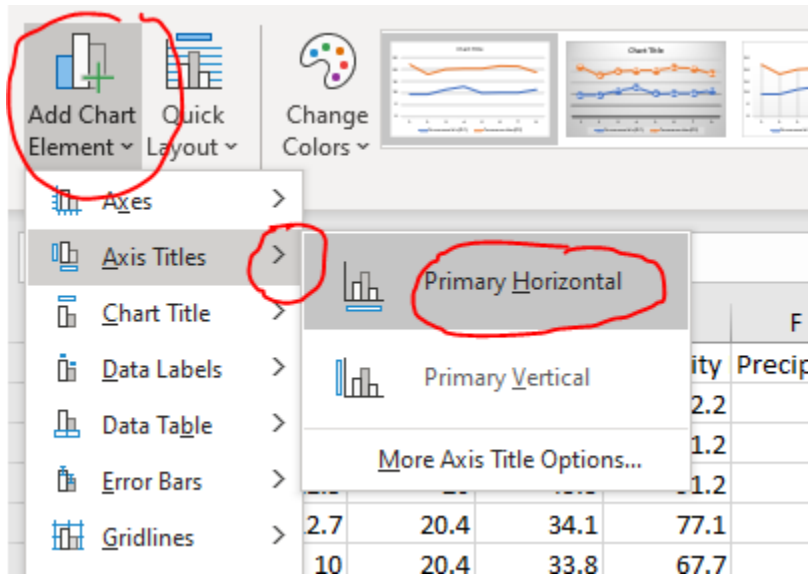 Add Chart
Element
Quick
Layout
Change
Colors
Chart Title
Chart Title
Axes
Axis Titles
Chart Title
Data Labels
Data Table
Error Bars
Gridlines
Primary Horizontal
Primary Vertical
More Axis Title Options...
F
ity Precip
2.2
1.2
1.2
2.7 20.4 34.1 77.1
10 20.4 33.8 67.7